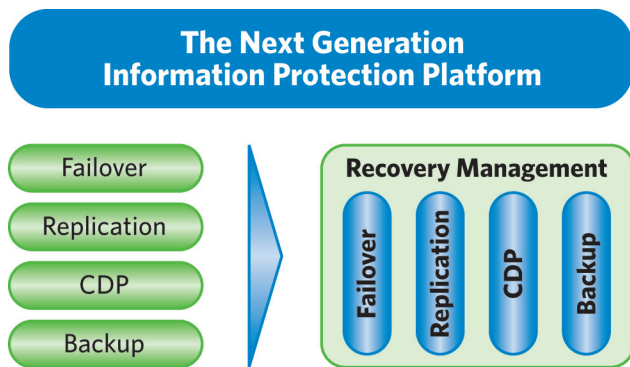 The Next Generation
Information Protection Platform
Failover
Replication
CDP
Backup
Recovery Management
Failover
Replication
CDP
Backup